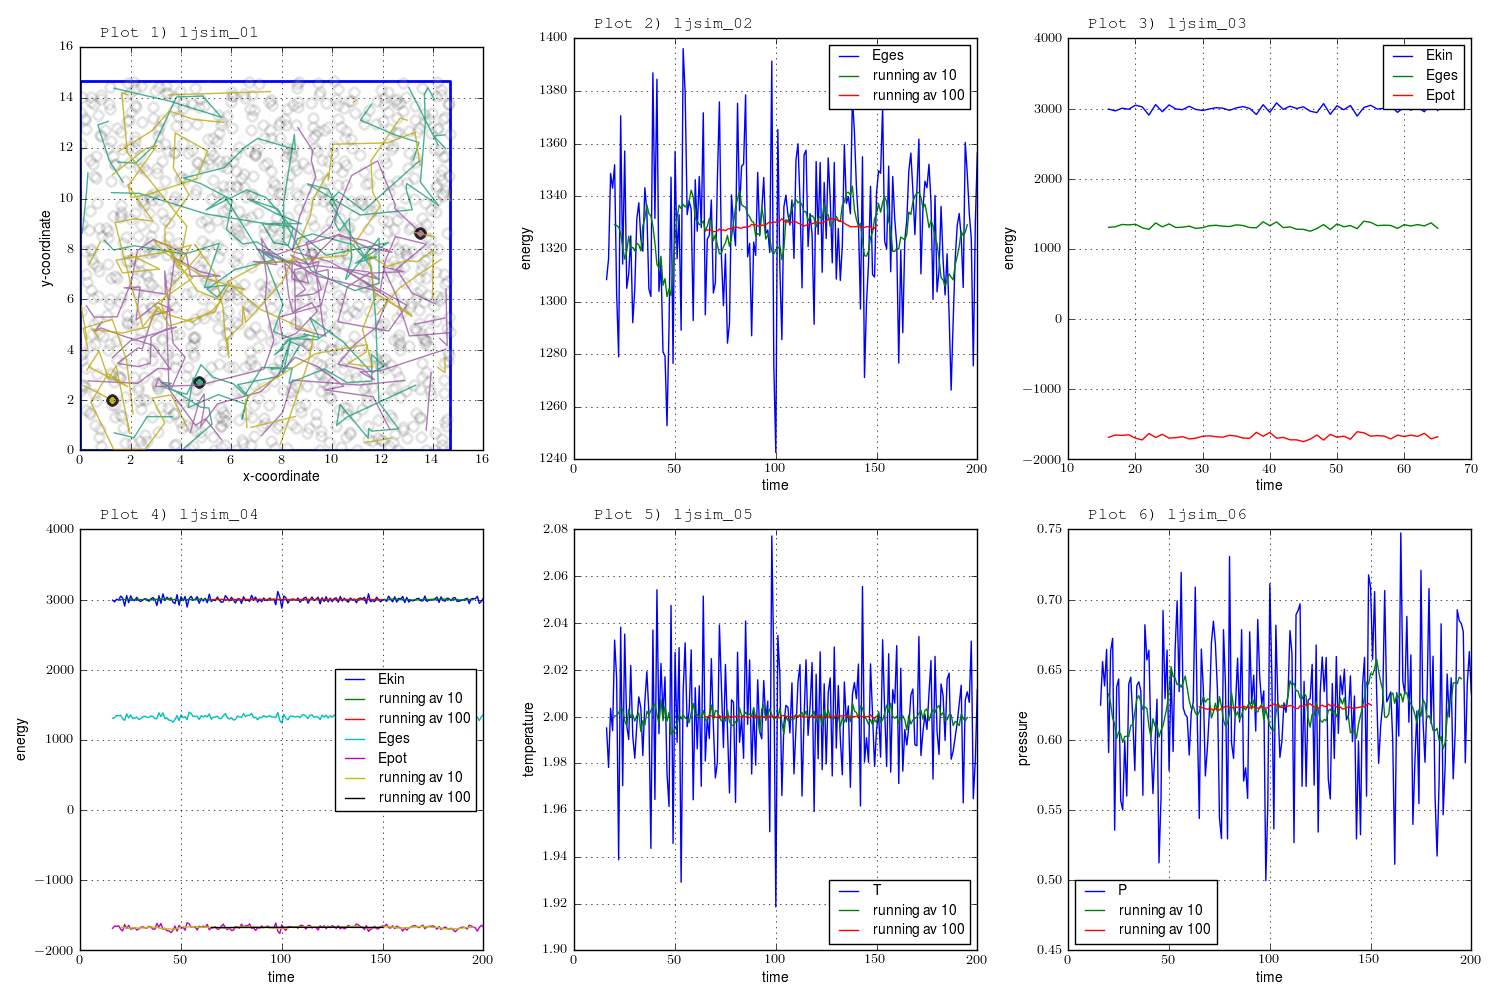 Plot 1) ljsim_01
16
14
12
10
8
6
4
2
0
y-coordinate
0 2 4 6 8 10 12 14 16
x-coordinate
Plot 2) ljsim_02
1400
1380
1360
1340
1320
1300
1280
1260
1240
energy
Eges
running av 10
running av 100
0 50 100 150 200
time
Plot 3) ljsim_03
4000
3000
2000
1000
0
−1000
−2000
energy
Ekin
Eges
Epot
10 20 30 40 50 60 70
time
Plot 4) ljsim_04
4000
3000
2000
1000
0
−1000
−2000
energy
Ekin
running av 10
running av 100
Eges
Epot
running av 10
running av 100
0 50 100 150 200
time
Plot 5) ljsim_05
2.08
2.06
2.04
2.02
2.00
1.98
1.96
1.94
1.92
1.90
temperature
T
running av 10
running av 100
0 50 100 150 200
time
Plot 6) ljsim_06
0.75
0.70
0.65
0.60
0.55
0.50
0.45
pressure
P
running av 10
running av 100
0 50 100 150 200
time